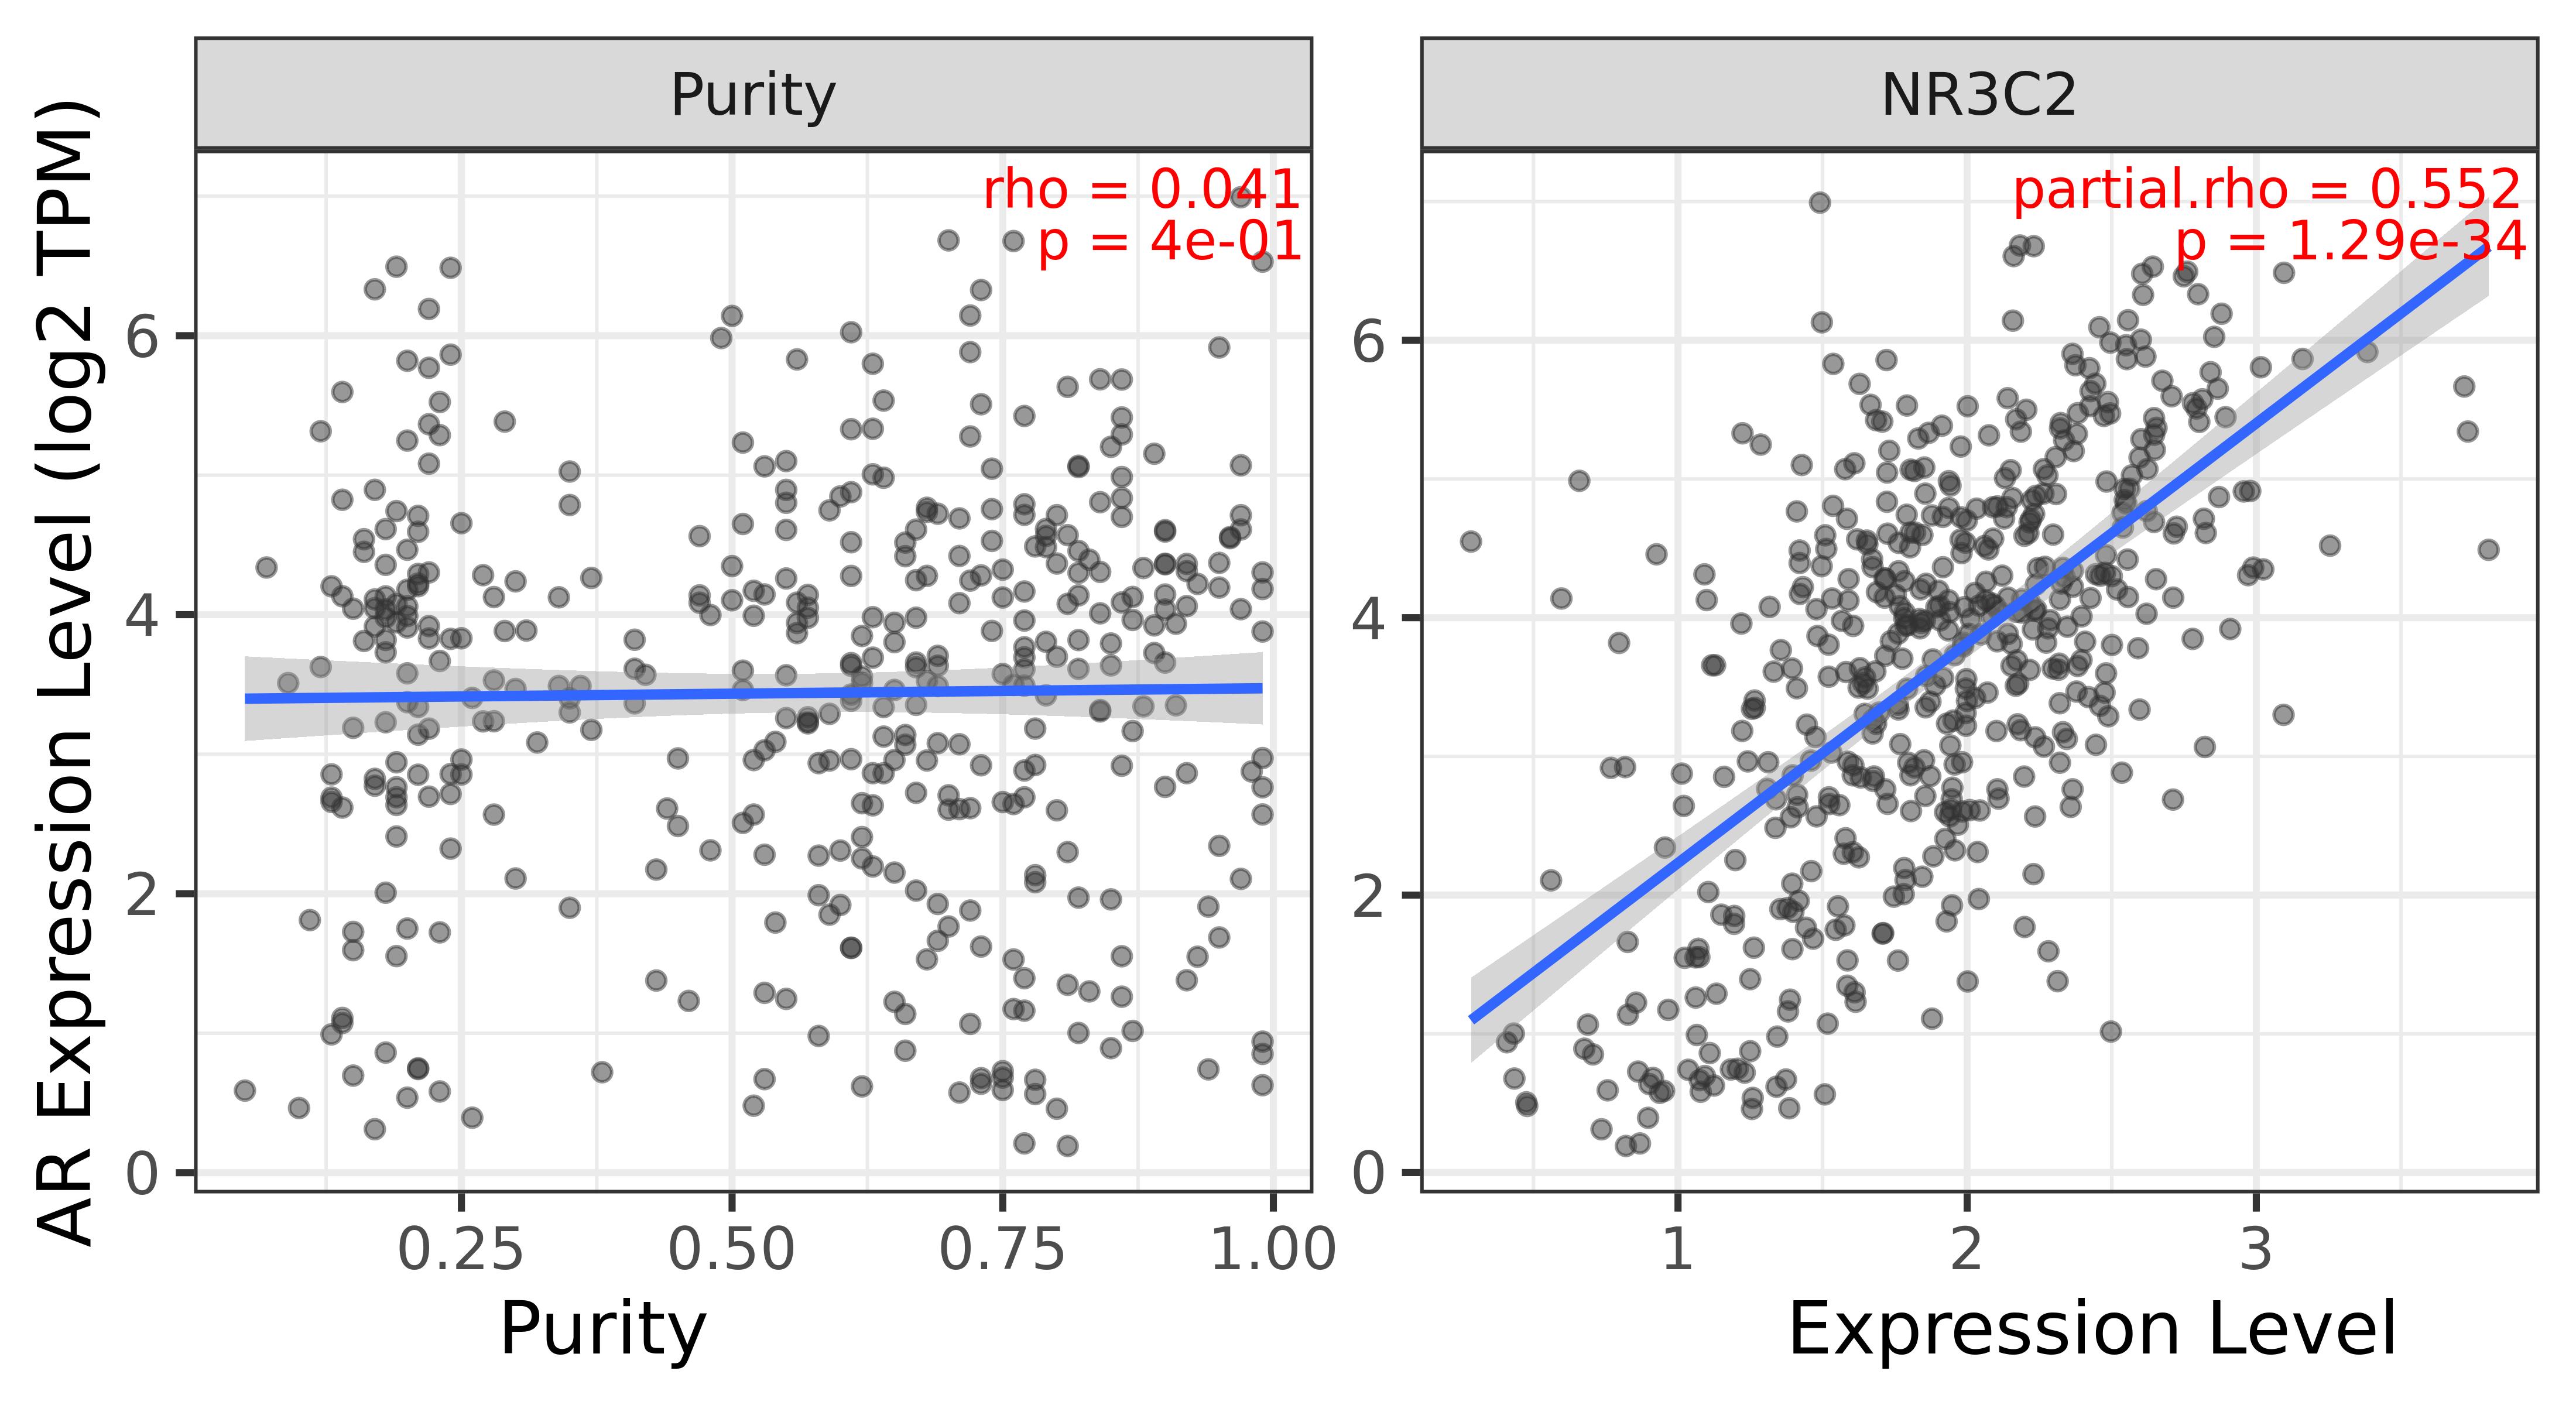 Purity
NR3C2
rho = 0.041
p = 4e-01
partial.rho = 0.552
p = 1.29e-34
AR Expression Level (log2 TPM)
6
4
2
0
6
4
2
0
0.25 0.50 0.75 1.00
1 2 3
Purity
Expression Level